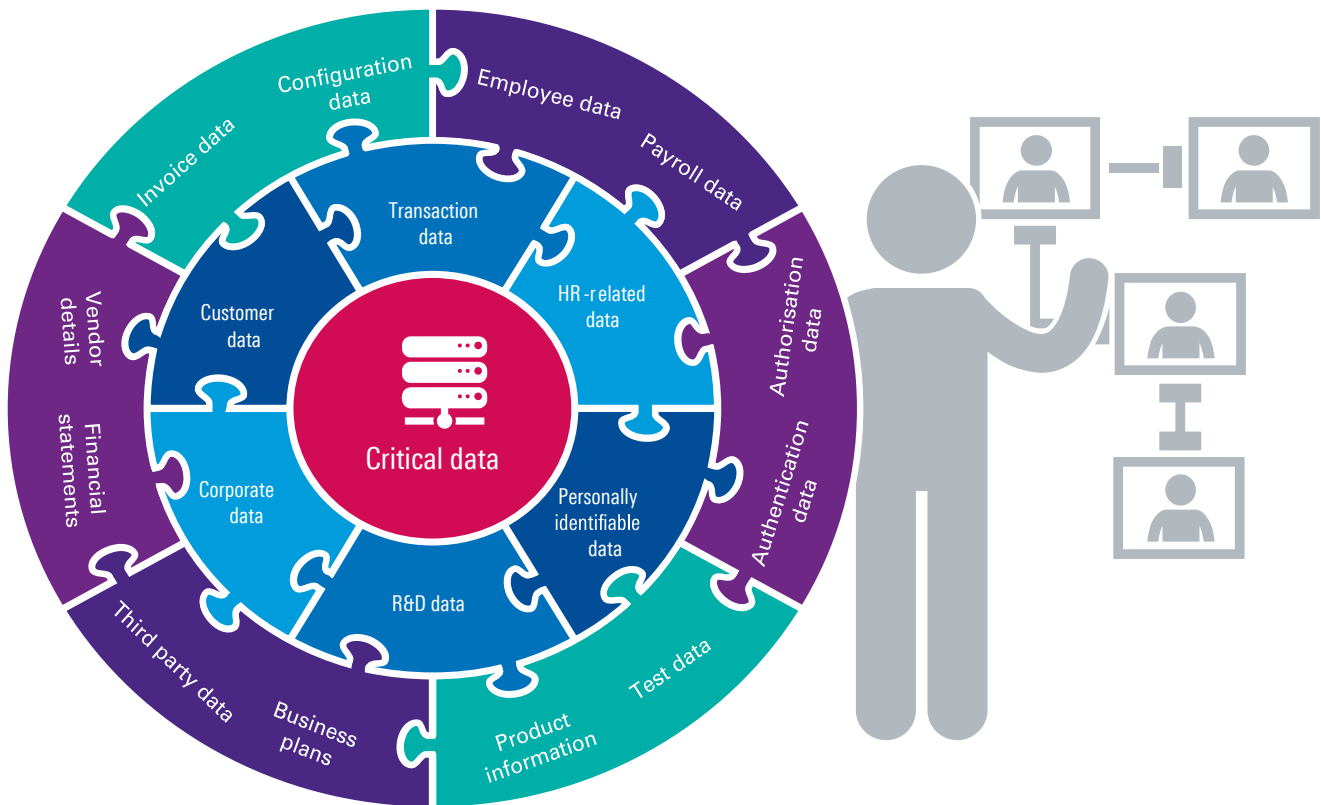 Configuration
data
Employee data
Payroll data
Authorisation
data
Authentication
data
Test data
Product
information
Business
plans
Third party data
Financial
statements
Vendor
details
Invoice data
Transaction
data
HR -related
data
Personally
identifiable
data
R&D data
Corporate
data
Customer
data
Critical data